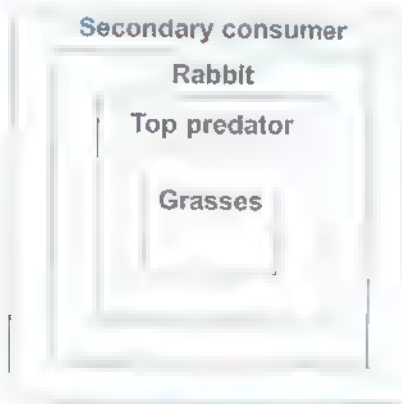 Secondary consumer
Rabbit
Top predator
Grasses